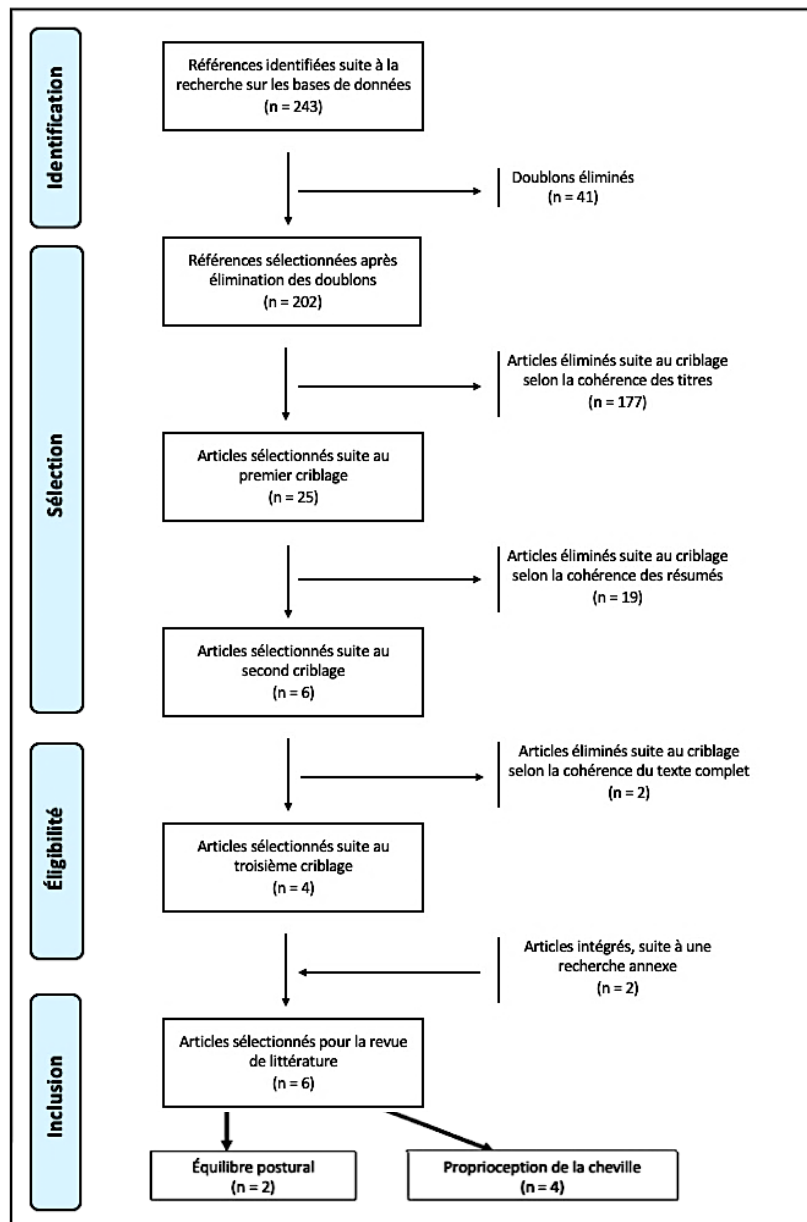 Identification
Références identifiées suite à la
recherche sur les bases de données
(n = 243)
Doublons éliminés
(n = 41)
Sélection
Références sélectionnées après
élimination des doublons
(n = 202)
Articles éliminés suite au criblage
selon la cohérence des titres
(n = 177)
Articles sélectionnés suite au
premier criblage
(n = 25)
Articles éliminés suite au criblage
selon la cohérence des résumés
(n = 19)
Articles sélectionnés suite au
second criblage
(n = 6)
Éligibilité
Articles éliminés suite au criblage
selon la cohérence du texte complet
(n = 2)
Articles sélectionnés suite au
troisième criblage
(n = 4)
Articles intégrés, suite à une
recherche annexe
(n = 2)
Inclusion
Articles sélectionnés pour la revue
de littérature
(n = 6)
Équilibre postural
(n = 2)
Proprioception de la cheville
(n = 4)